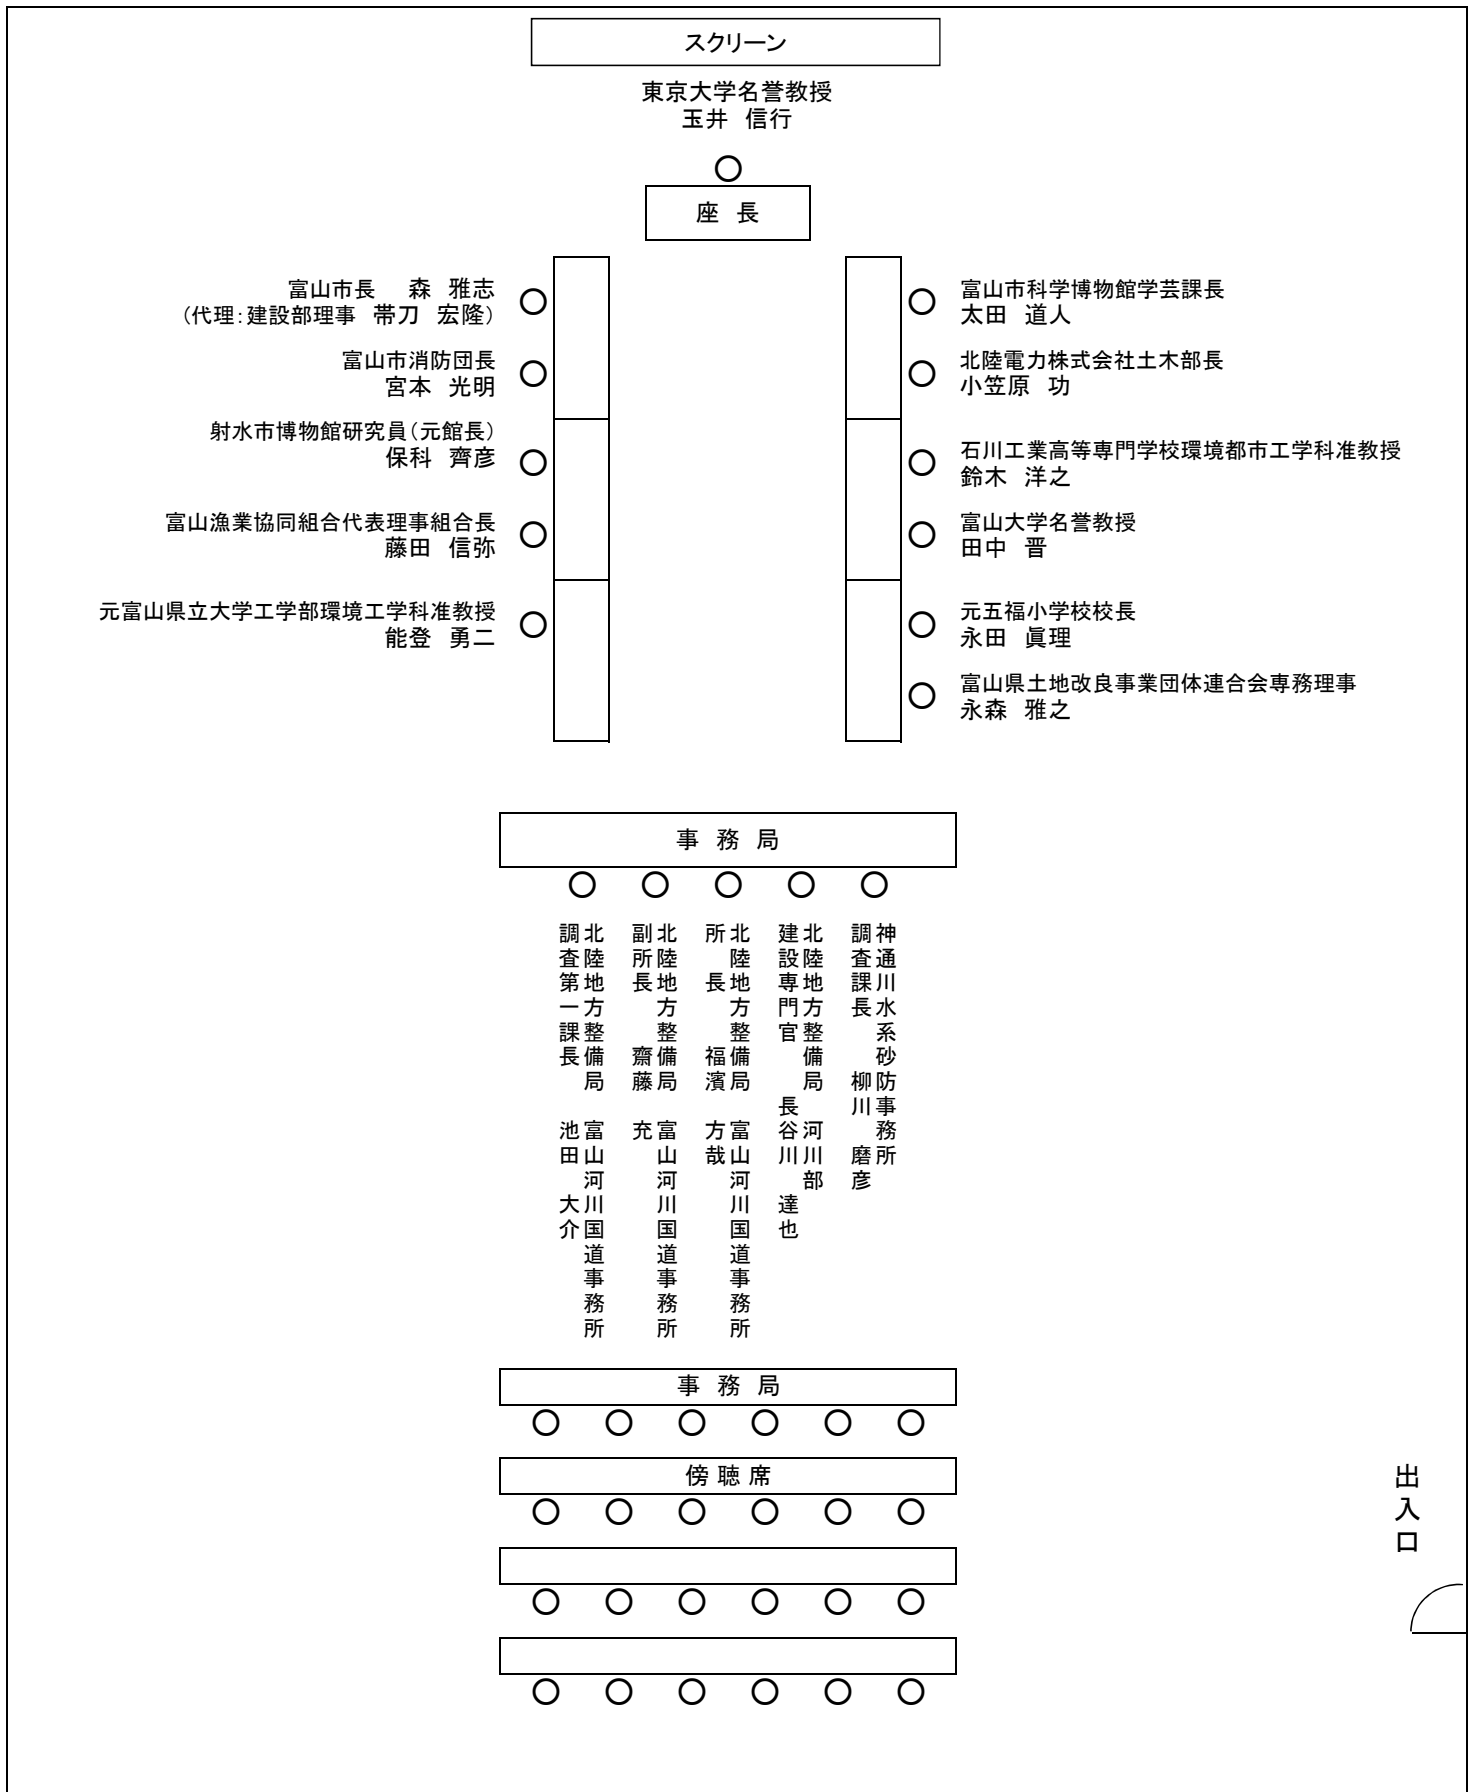 スクリーン
東京大学名誉教授
玉井 信行
座 長
富山市長 森 雅志
(代理:建設部理事 帯刀 宏隆)
富山市消防団長
宮本 光明
射水市博物館研究員(元館長)
保科 齊彦
富山漁業協同組合代表理事組合長
藤田 信弥
元富山県立大学工学部環境工学科准教授
能登 勇二
富山市科学博物館学芸課長
太田 道人
北陸電力株式会社土木部長
小笠原 功
石川工業高等専門学校環境都市工学科准教授
鈴木 洋之
富山大学名誉教授
田中 晋
元五福小学校校長
永田 眞理
富山県土地改良事業団体連合会専務理事
永森 雅之
事 務 局
神通川水系砂防事務所
調査課長 柳川 磨彦
北陸地方整備局 河川部
建設専門官 長谷川 達也
北陸地方整備局 富山河川国道事務所
所 長 福濱 方哉
北陸地方整備局 富山河川国道事務所
副所長 齋藤 充
北陸地方整備局 富山河川国道事務所
調査第一課長 池田 大介
事 務 局
傍 聴 席
出入口